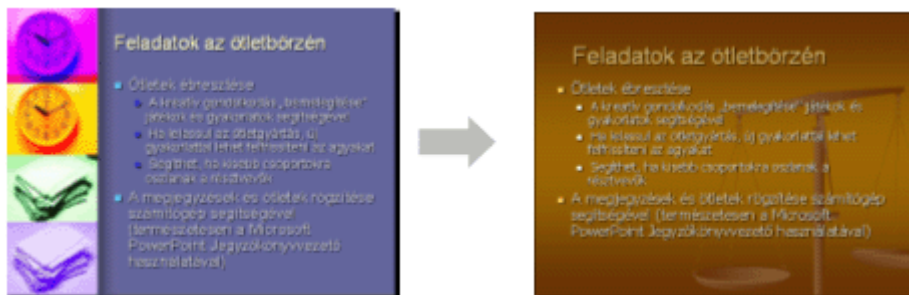 Feladatok az ötletbörzén
Ötletek ébresztése
A kreatív gondolkodás „bemelegítése”
játékok és gyakorlatok segítségével
Ha lelassul az ötletgyártás, új
gyakorlattal lehet felfrissíteni az agyakat
Segíthet, ha kisebb csoportokra
oszlanak a résztvevők
A megjegyzések és ötletek rögzítése
számítógép segítségével
(természetesen a Microsoft
PowerPoint Jegyzőkönyvvezető
használatával)
Feladatok az ötletbörzén
Ötletek ébresztése
A kreatív gondolkodás „bemelegítése” játékok és
gyakorlatok segítségével
Ha lelassul az ötletgyártás, új gyakorlattal lehet
felfrissíteni az agyakat
Segíthet, ha kisebb csoportokra oszlanak a
résztvevők
A megjegyzések és ötletek rögzítése számítógép
segítségével (természetesen a Microsoft
PowerPoint Jegyzőkönyvvezető használatával)